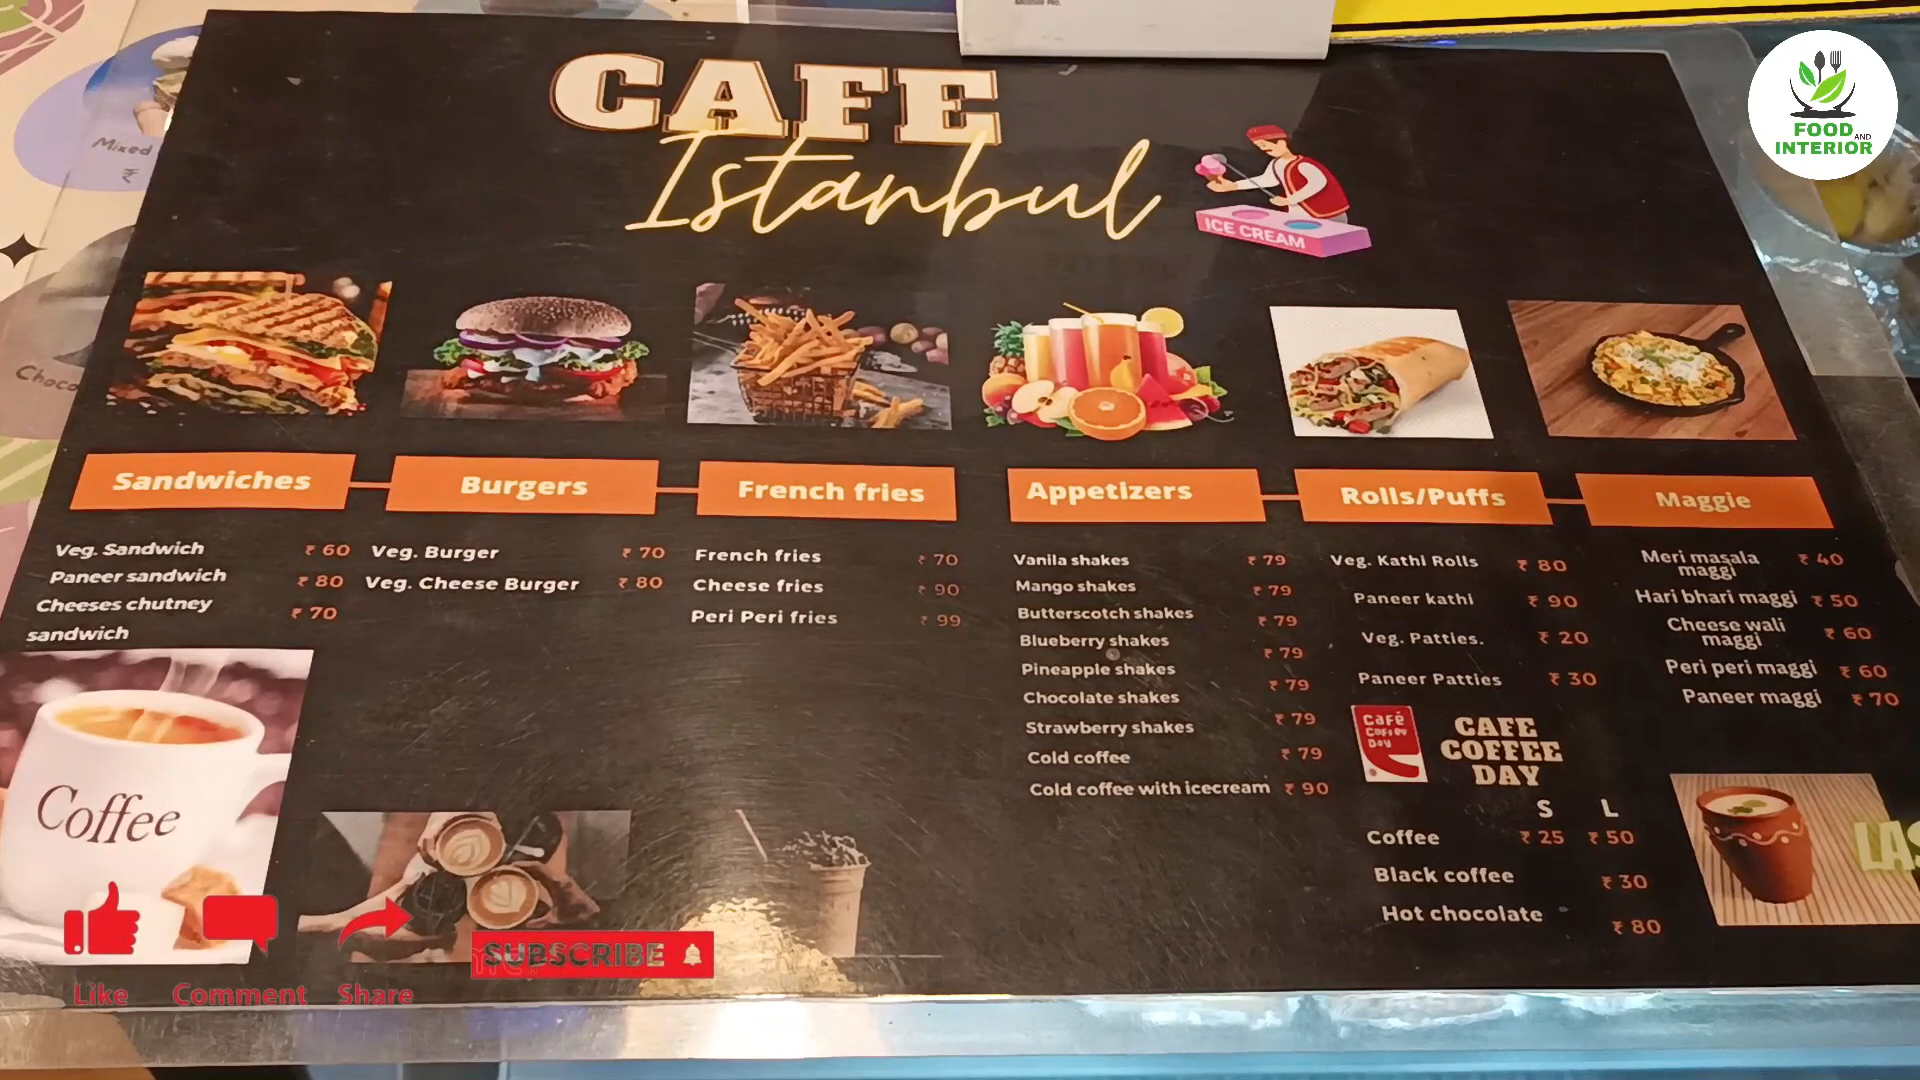 CAFE
Istanbul
ICE CREAM
FOOD AND
INTERIOR
Mixed
₹
Choco
Sandwiches
Veg. Sandwich ₹ 60
Paneer sandwich ₹ 80
Cheeses chutney ₹ 70
sandwich
Burgers
Veg. Burger ₹ 70
Veg. Cheese Burger ₹ 80
French fries
French fries ₹ 70
Cheese fries ₹ 90
Peri Peri fries ₹ 99
Appetizers
Vanila shakes ₹ 79
Mango shakes ₹ 79
Butterscotch shakes ₹ 79
Blueberry shakes ₹ 79
Pineapple shakes ₹ 79
Chocolate shakes ₹ 79
Strawberry shakes ₹ 79
Cold coffee
Cold coffee with icecream ₹ 90
Rolls/Puffs
Veg. Kathi Rolls ₹ 80
Paneer kathi ₹ 90
Veg. Patties. ₹ 20
Paneer Patties ₹ 30
Maggie
Meri masala ₹ 40
maggi
Hari bhari maggi ₹ 50
Cheese wali ₹ 60
maggi
Peri peri maggi ₹ 60
Paneer maggi ₹ 70
Café
Coffee
Day
CAFE
COFFEE
DAY
S L
Coffee ₹ 25 ₹ 50
Black coffee ₹ 30
Hot chocolate ₹ 80
LAS
Coffee
SUBSCRIBE
Like Comment Share